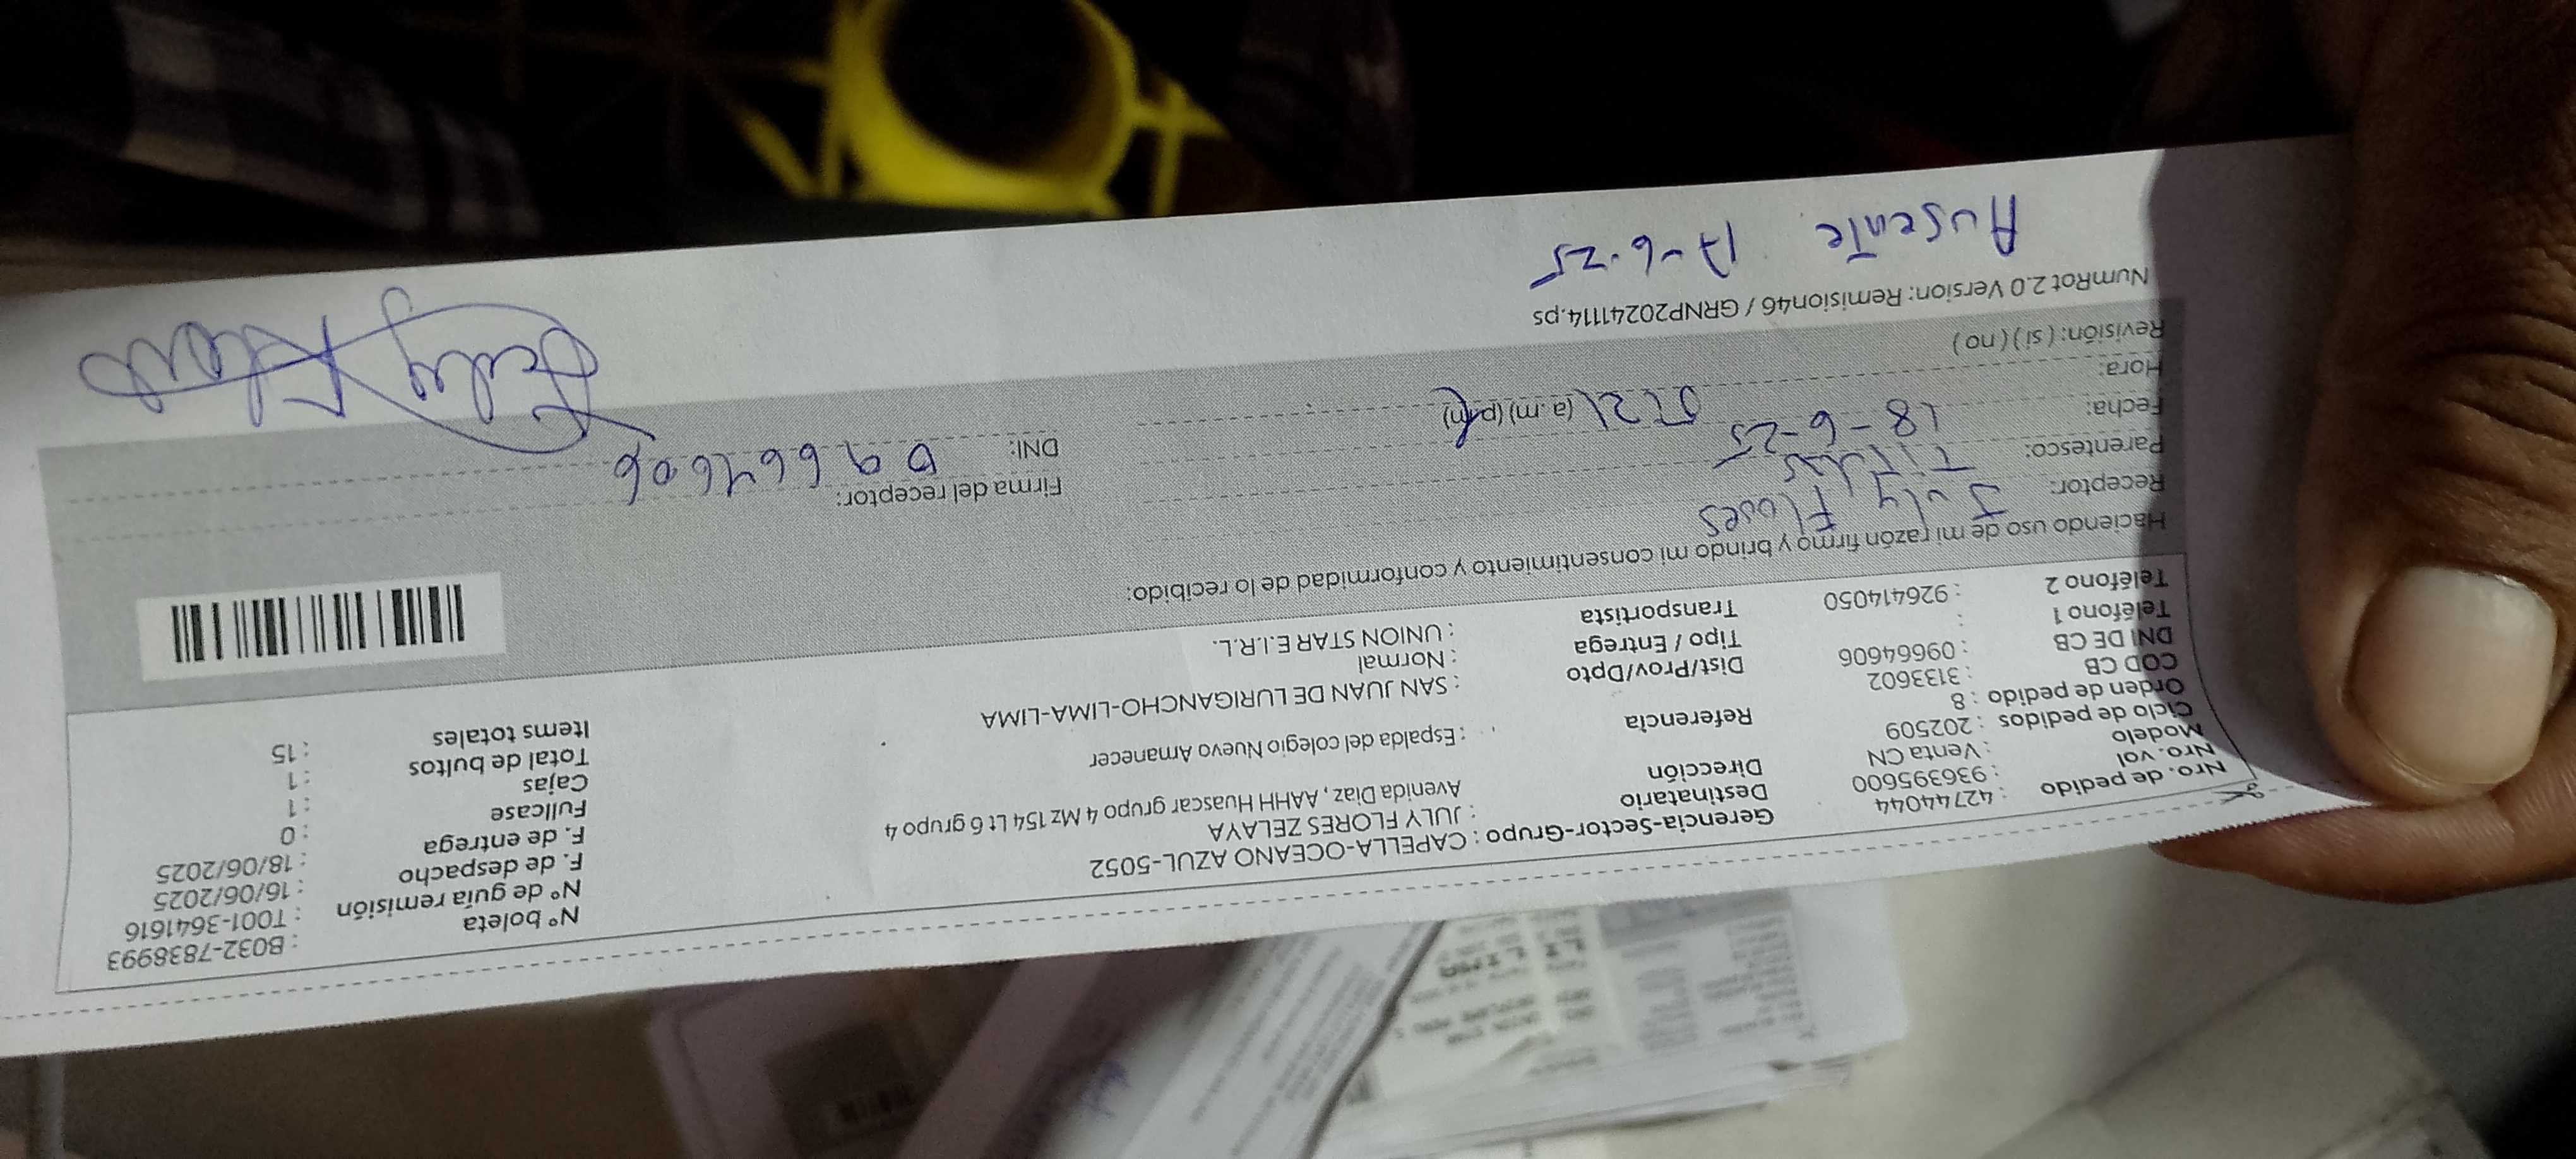 Nro. de pedido : 42744044
Nro. vol : 936395600
Modelo : Venta CN
Ciclo de pedidos : 202509
Orden de pedido : 8
COD CB : 3133602
DNI DE CB : 09664606
Teléfono 1 :
Teléfono 2 : 926414050
Gerencia-Sector-Grupo : CAPELLA-OCEANO AZUL-5052
Destinatario : JULY FLORES ZELAYA
Dirección Avenida Díaz, AAHH Huascar grupo 4 Mz 154 Lt 6 grupo 4
Referencia : Espalda del colegio Nuevo Amanecer
Dist/Prov/Dpto : SAN JUAN DE LURIGANCHO-LIMA-LIMA
Tipo / Entrega : Normal
Transportista : UNION STAR E.I.R.L.
N° boleta : B032-7838993
N° de guía remisión : T001-3641616
F. de despacho : 16/06/2025
F. de entrega : 18/06/2025
Fullcase : 0
Cajas : 1
Total de bultos : 1
Items totales : 15
Haciendo uso de mi razón firmo y brindo mi consentimiento y conformidad de lo recibido:
Receptor: July Flores
Parentesco:
Fecha: 18-6-25
Hora: (a.m) (p.m)
Revisión: ( si ) ( no )
Firma del receptor:
DNI: 09664606
NumRot 2.0 Version: Remision46 / GRNP20241114.ps
Ausente 17-6-25